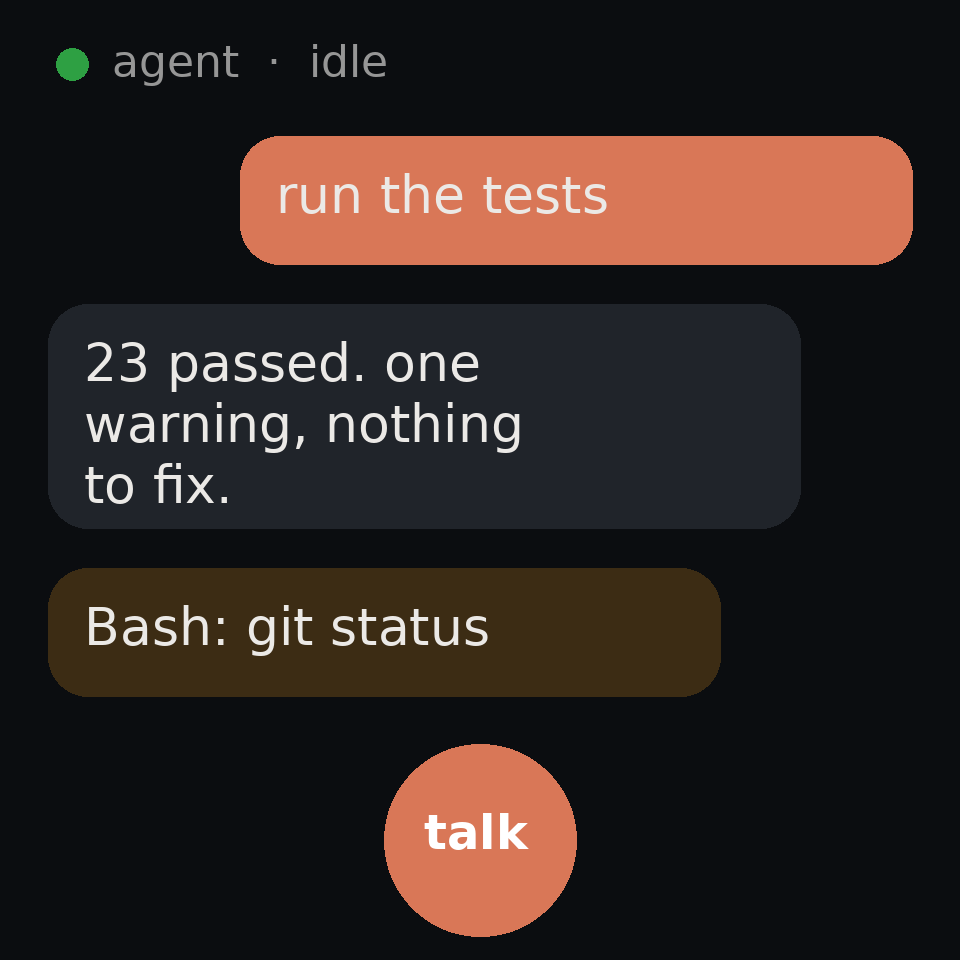 agent · idle
run the tests
23 passed. one
warning, nothing
to fix.
Bash: git status
talk